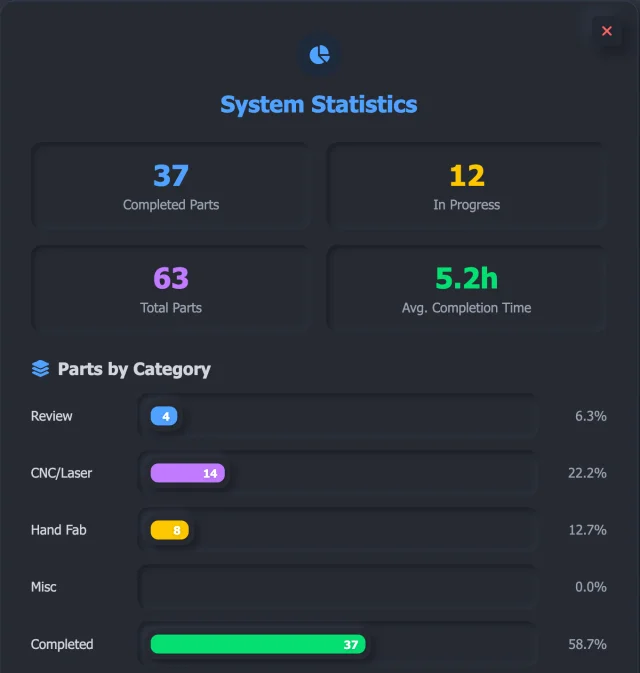 System Statistics
37
Completed Parts
12
In Progress
63
Total Parts
5.2h
Avg. Completion Time
Parts by Category
Review 4 6.3%
CNC/Laser 14 22.2%
Hand Fab 8 12.7%
Misc 0.0%
Completed 37 58.7%